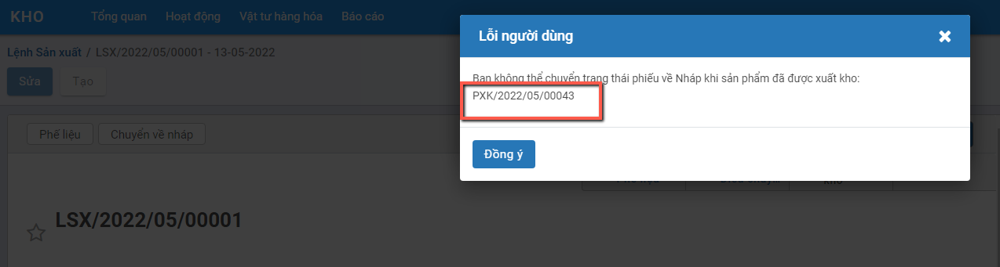 KHO Tổng quan Hoạt động Vật tư hàng hóa Báo cáo
Lỗi người dùng
Lệnh Sản xuất / LSX/2022/05/00001 - 13-05-2022
Sửa Tạo
Bạn không thể chuyển trạng thái phiếu về Nháp khi sản phẩm đã được xuất kho:
PXK/2022/05/00043
Phế liệu Chuyển về nháp
Đồng ý
LSX/2022/05/00001